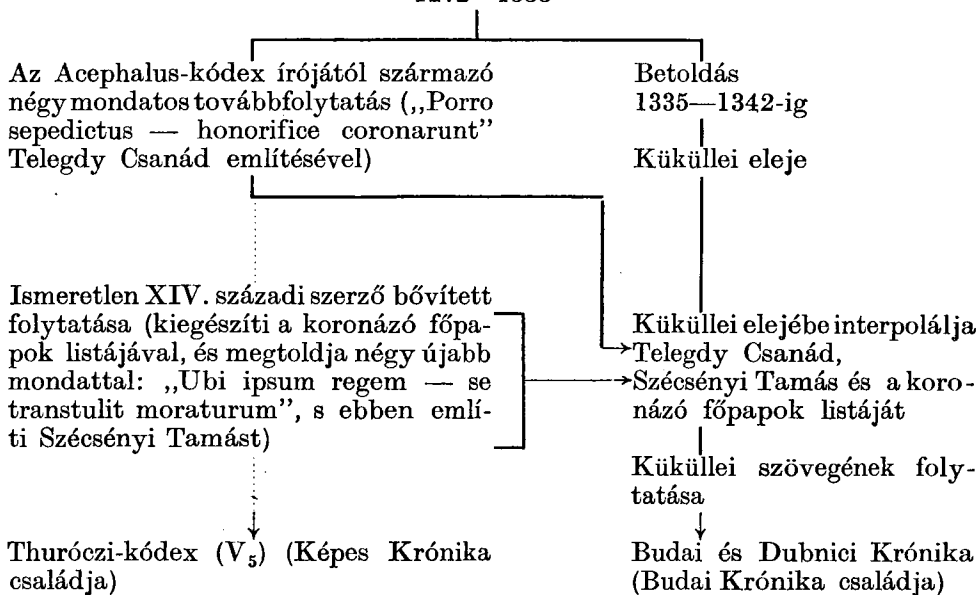 Az Acephalus-kódex írójától származó
négymondatos továbbfolytatás („Porro
sepedictus — honorifice coronarunt”
Telegdy Csanád említésével)
Betoldás
1335—1342-ig
Küküllei eleje
Ismeretlen XIV. századi szerző bővített
folytatása (kiegészíti a koronázó főpa-
pok listájával, és megtoldja négy újabb
mondattal: „Ubi ipsum regem — se
transtulit moraturum”, s ebben emlí-
ti Szécsényi Tamást)
Küküllei elejébe interpolálja
Telegdy Csanád,
Szécsényi Tamás és a koro-
názó főpapok listáját
Küküllei szövegének foly-
tatása
Thuróczi-kódex (V5) (Képes Krónika
családja)
Budai és Dubnici Krónika
(Budai Krónika családja)